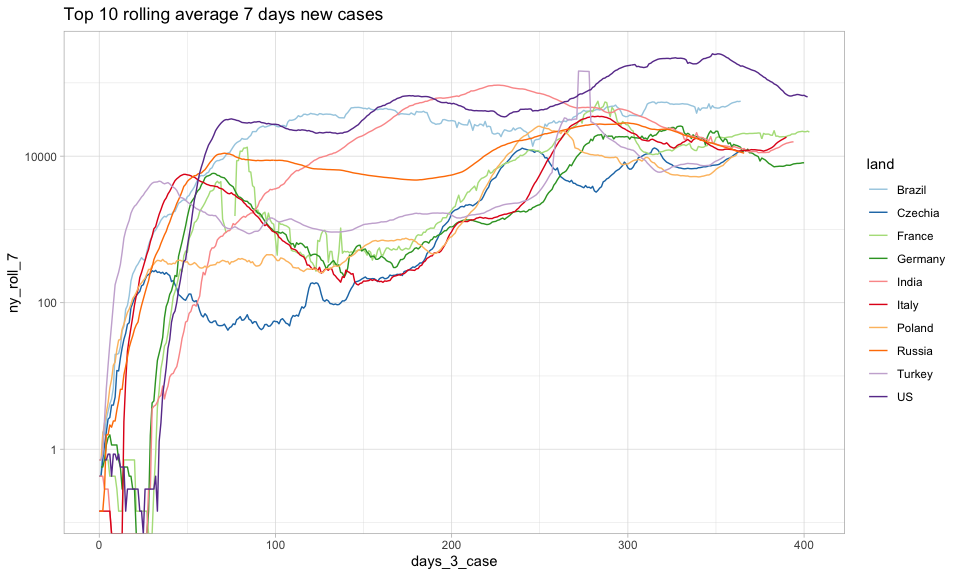 Top 10 rolling average 7 days new cases
ny_roll_7
10000
100
1
0
100
200
300
400
days_3_case
land
Brazil
Czechia
France
Germany
India
Italy
Poland
Russia
Turkey
US